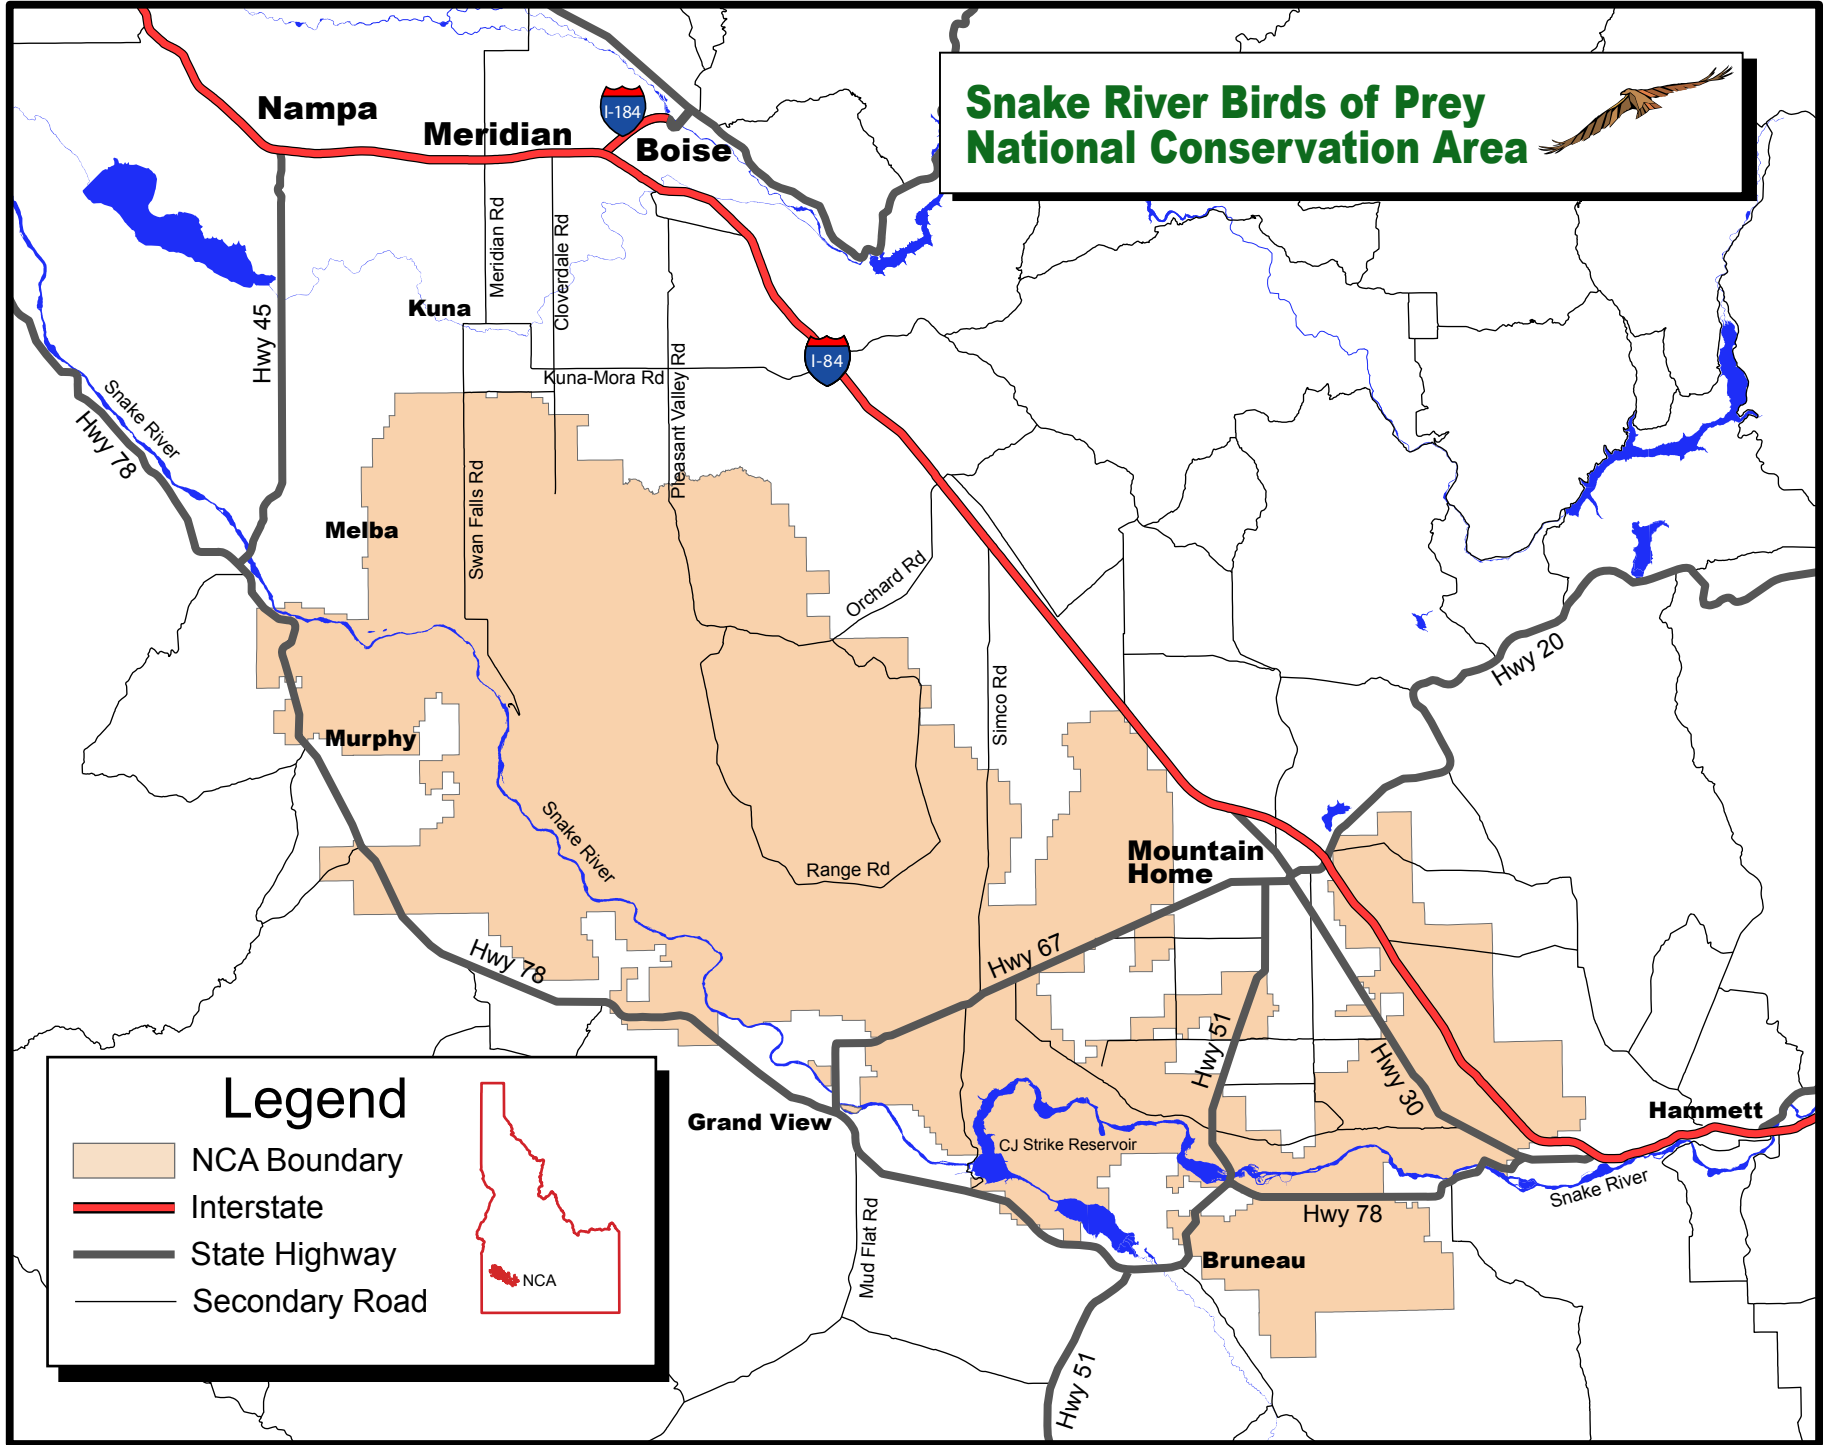 Snake River Birds of Prey
National Conservation Area
Nampa
Meridian
I-184
Boise
Meridian Rd
Cloverdale Rd
Kuna
Hwy 45
I-84
Kuna-Mora Rd
Pleasant Valley Rd
Snake River
Hwy 78
Swan Falls Rd
Melba
Orchard Rd
Hwy 20
Simco Rd
Murphy
Snake River
Range Rd
Mountain
Home
Hwy 78
Hwy 67
Hwy 51
Hwy 30
Grand View
Hammett
CJ Strike Reservoir
Snake River
Hwy 78
Mud Flat Rd
Bruneau
Hwy 51
Legend
NCA Boundary
Interstate
State Highway
Secondary Road
NCA